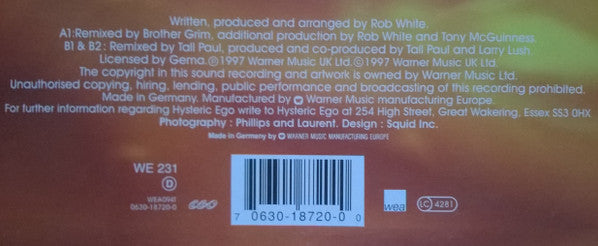 Written, produced and arranged by Rob White.
A1:Remixed by Brother Grim, additional production by Rob White and Tony McGuinness.
B1 & B2 : Remixed by Tall Paul, produced and co-produced by Tall Paul and Larry Lush.
Licensed by Gema.℗1997 Warner Music UK Ltd.©1997 Warner Music UK Ltd.
The copyright in this sound recording and artwork is owned by Warner Music Ltd.
Unauthorised copying, hiring, lending, public performance and broadcasting of this recording prohibited.
Made in Germany. Manufactured by Warner Music manufacturing Europe.
For further information regarding Hysteric Ego write to Hysteric Ego at 254 High Street, Great Wakering, Essex SS3 0HX
Photography : Phillips and Laurent. Design : Squid Inc.
Made in Germany by WARNER MUSIC MANUFACTURING EUROPE
WE 231
D
WEA094T
0630-18720-0
7 0630-18720-0 0
wea
LC 4281